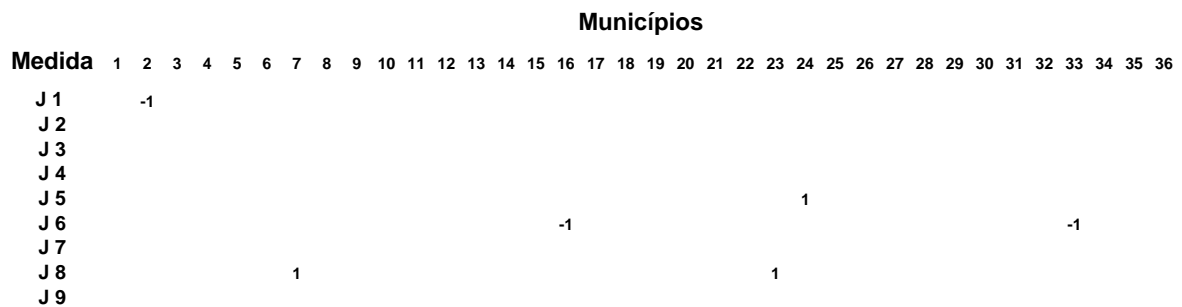 Municípios
Medida 1 2 3 4 5 6 7 8 9 10 11 12 13 14 15 16 17 18 19 20 21 22 23 24 25 26 27 28 29 30 31 32 33 34 35 36
J 1 -1
J 2
J 3
J 4
J 5 1
J 6 -1 -1
J 7
J 8 1 1
J 9